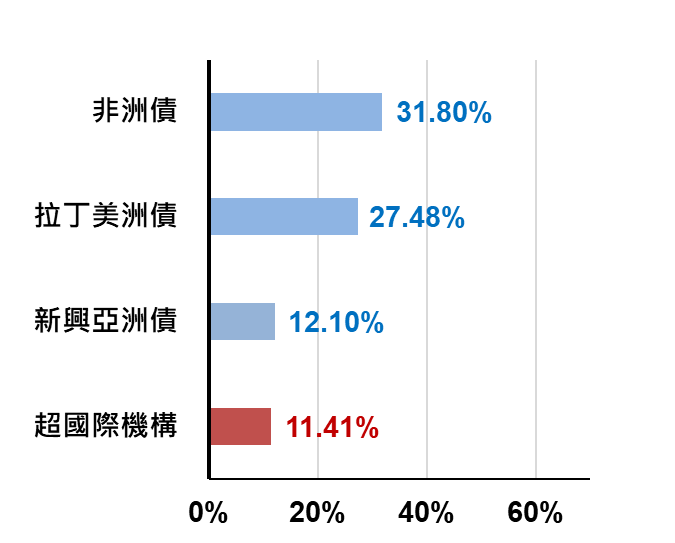 非洲債 31.80%
拉丁美洲債 27.48%
新興亞洲債 12.10%
超國際機構 11.41%
0% 20% 40% 60%